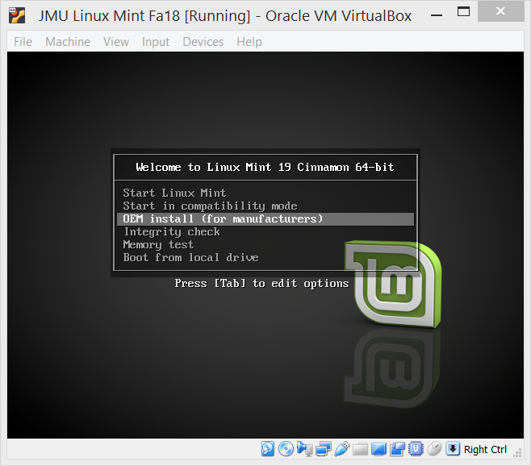 JMU Linux Mint Fa18 [Running] - Oracle VM VirtualBox
File Machine View Input Devices Help
Welcome to Linux Mint 19 Cinnamon 64-bit
Start Linux Mint
Start in compatibility mode
OEM install (for manufacturers)
Integrity check
Memory test
Boot from local drive
Press [Tab] to edit options
Right Ctrl